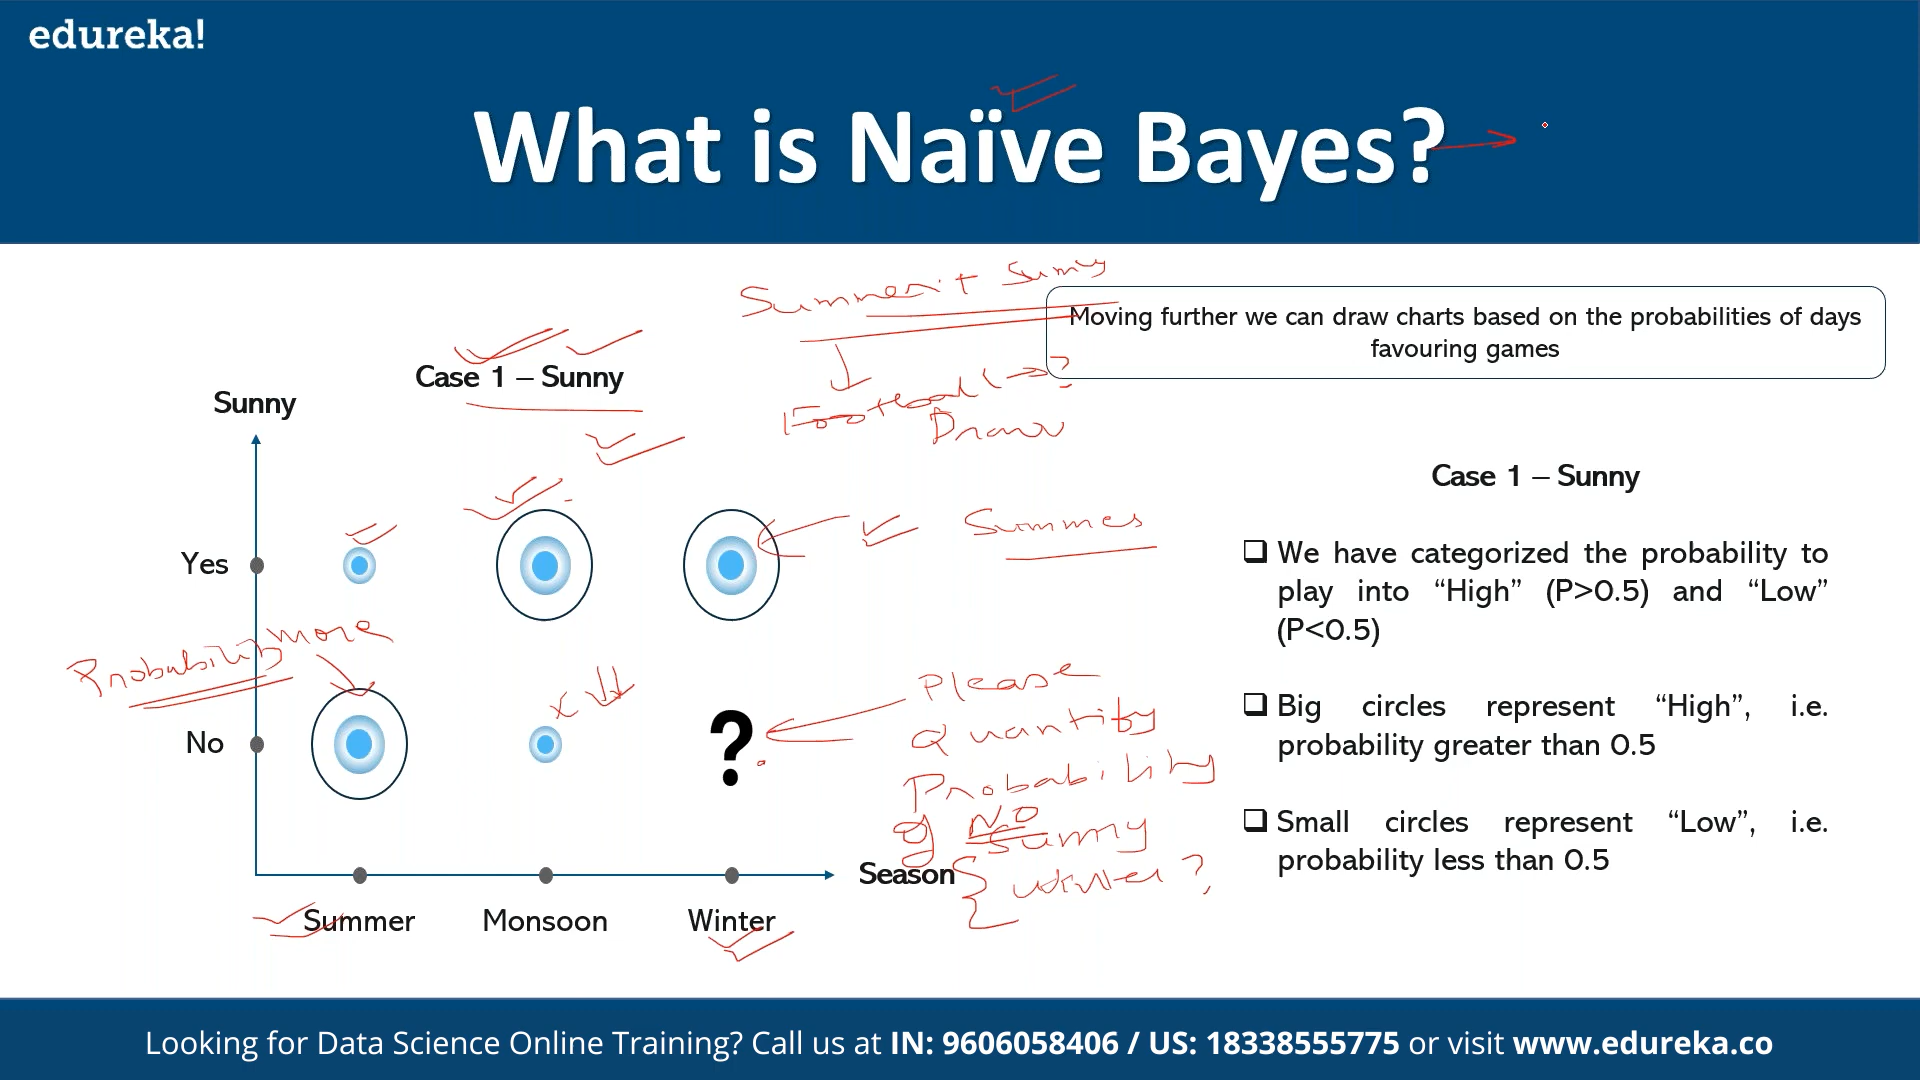 edureka!
What is Naïve Bayes?
Sunny
Moving further we can draw charts based on the probabilities of days
favouring games
Case 1 – Sunny
Sunny
Football → ?
Draw
Case 1 – Sunny
Yes
We have categorized the probability to
play into “High” (P>0.5) and “Low”
(P<0.5)
Probability more
No
?
Please
Quantity
Probability
of NO
Sunny
Winter ?
Big circles represent “High”, i.e.
probability greater than 0.5
Small circles represent “Low”, i.e.
probability less than 0.5
Season
Summer
Monsoon
Winter
Looking for Data Science Online Training? Call us at IN: 9606058406 / US: 18338555775 or visit www.edureka.co